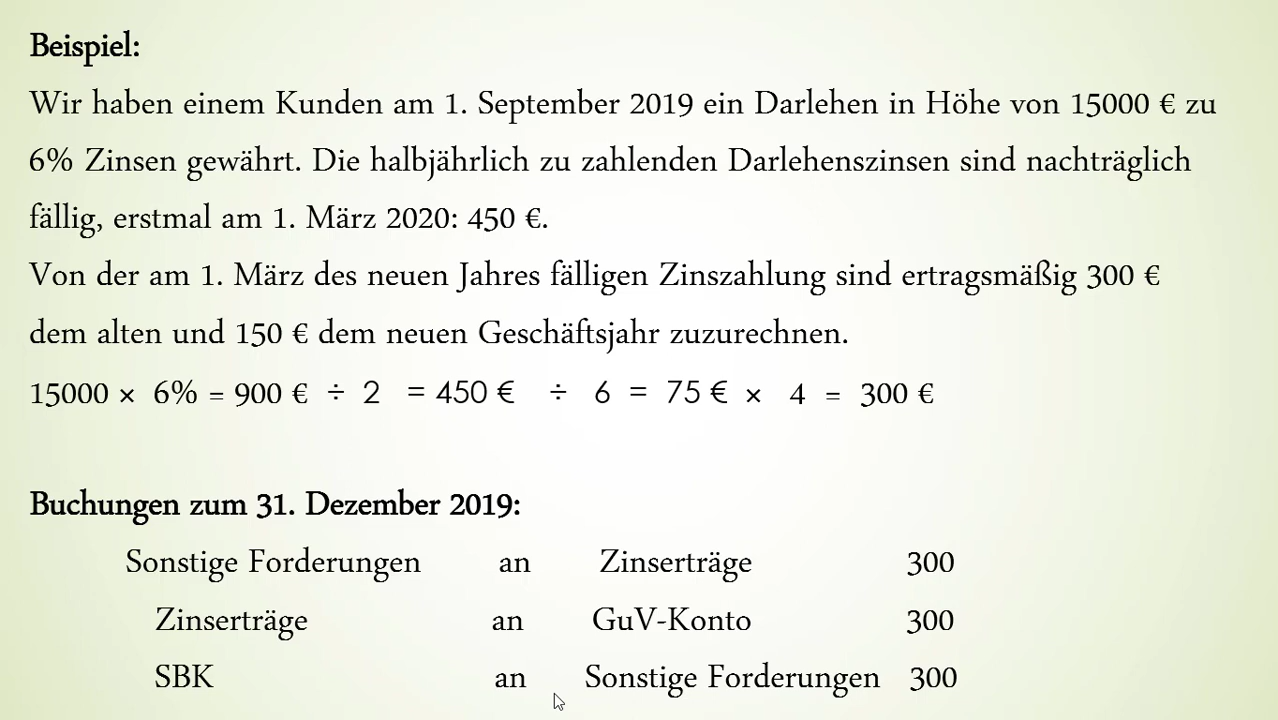 Beispiel:
Wir haben einem Kunden am 1. September 2019 ein Darlehen in Höhe von 15000 € zu
6% Zinsen gewährt. Die halbjährlich zu zahlenden Darlehenszinsen sind nachträglich
fällig, erstmal am 1. März 2020: 450 €.
Von der am 1. März des neuen Jahres fälligen Zinszahlung sind ertragsmäßig 300 €
dem alten und 150 € dem neuen Geschäftsjahr zuzurechnen.
15000 × 6% = 900 € ÷ 2 = 450 € ÷ 6 = 75 € × 4 = 300 €
Buchungen zum 31. Dezember 2019:
Sonstige Forderungen an Zinserträge 300
Zinserträge an GuV-Konto 300
SBK an Sonstige Forderungen 300